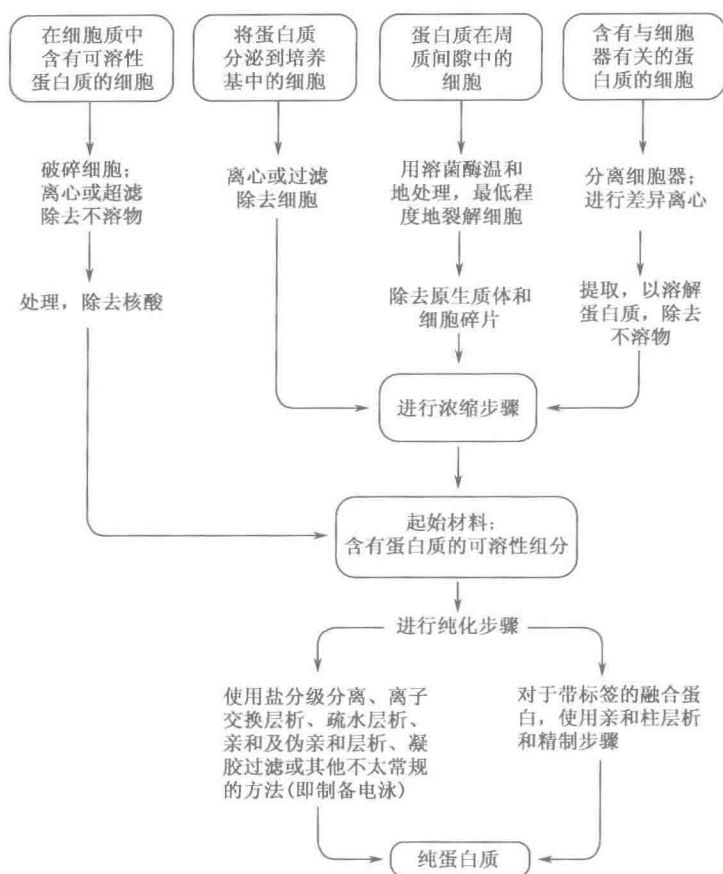 在细胞质中
含有可溶性
蛋白质的细胞
将蛋白质
分泌到培养
基中的细胞
蛋白质在周
质间隙中的
细胞
含有与细胞
器有关的蛋
白质的细胞
破碎细胞;
离心或超滤
除去不溶物
离心或过滤
除去细胞
用溶菌酶温和
地处理，最低程
度地裂解细胞
分离细胞器;
进行差异离心
处理，除去核酸
除去原生质体和
细胞碎片
提取，以溶解
蛋白质，除去
不溶物
进行浓缩步骤
起始材料:
含有蛋白质的可溶性组分
进行纯化步骤
使用盐分级分离、离子
交换层析、疏水层析、
亲和及伪亲和层析、凝
胶过滤或其他不太常规
的方法(即制备电泳)
对于带标签的融合蛋
白，使用亲和柱层析
和精制步骤
纯蛋白质